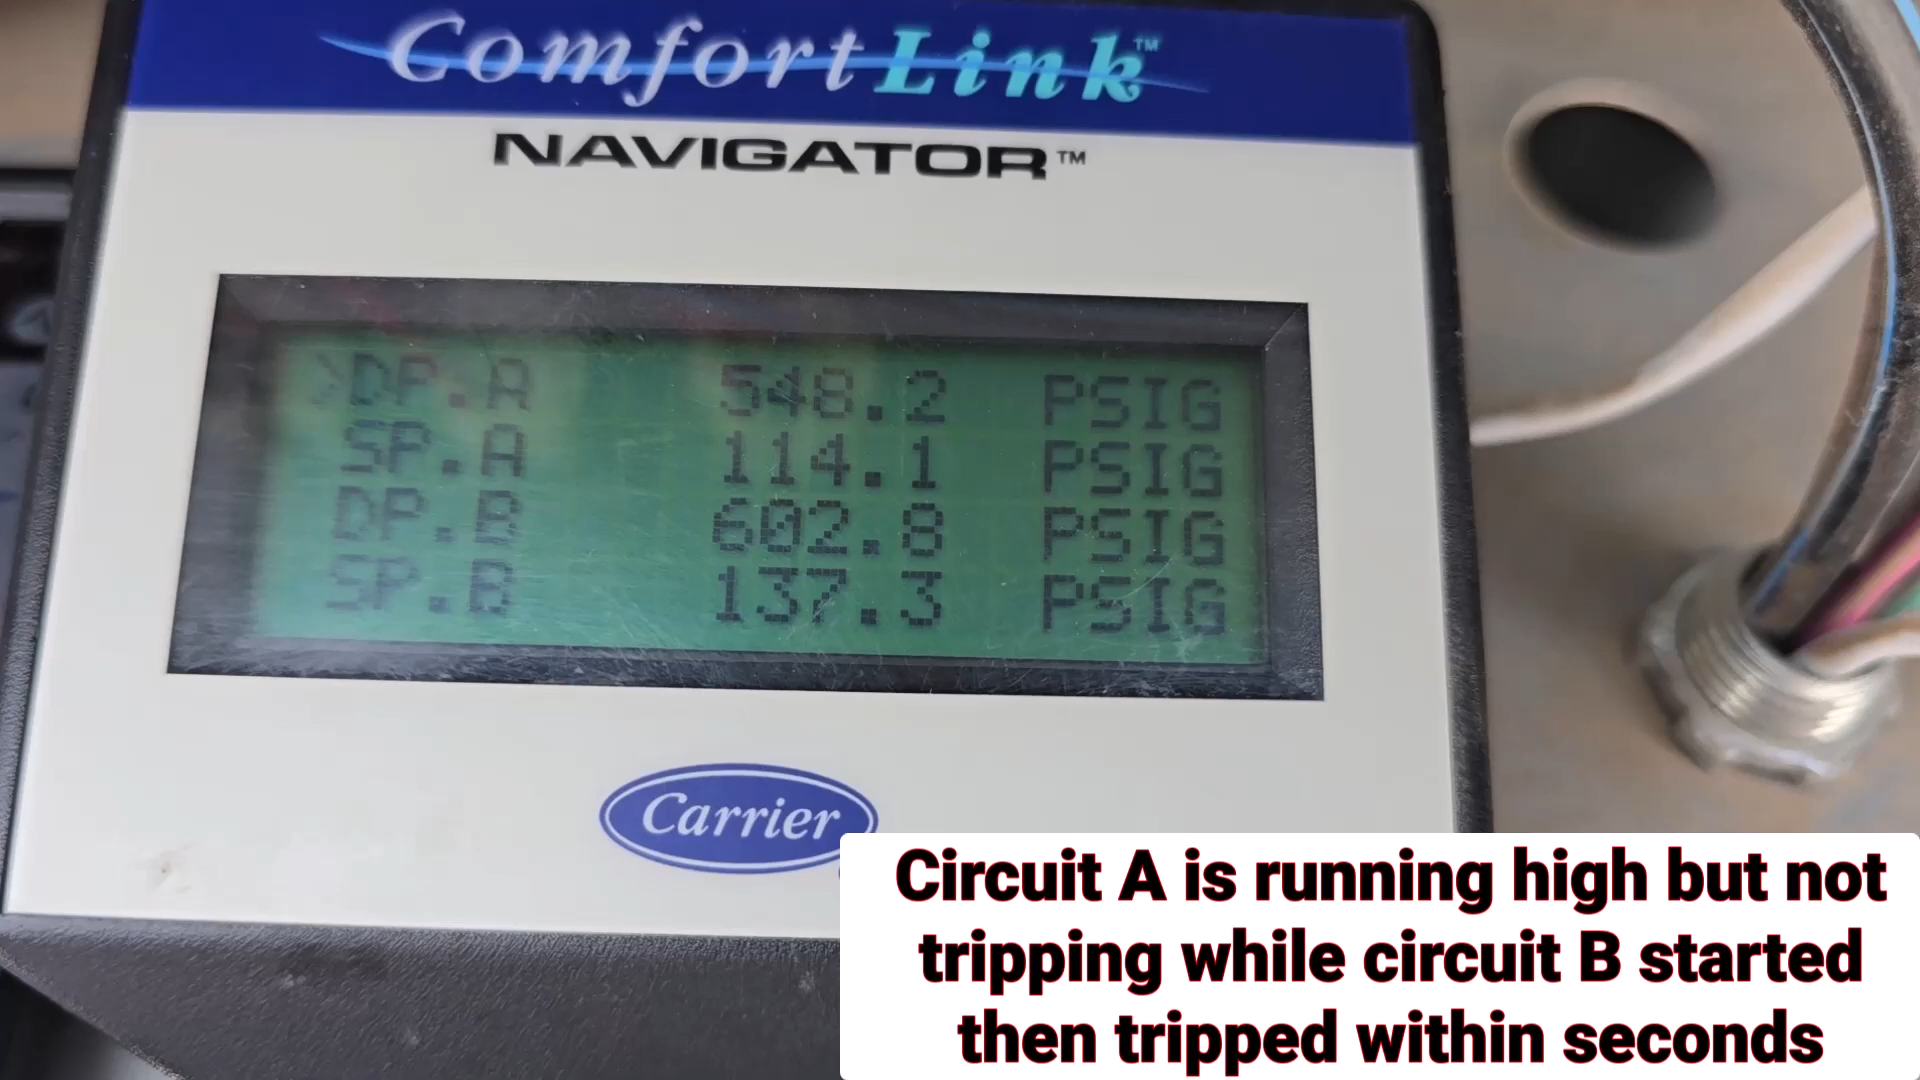 ComfortLink™
NAVIGATOR™
>DP.A 548.2 PSIG
SP.A 114.1 PSIG
DP.B 602.8 PSIG
SP.B 137.3 PSIG
Carrier
Circuit A is running high but not
tripping while circuit B started
then tripped within seconds